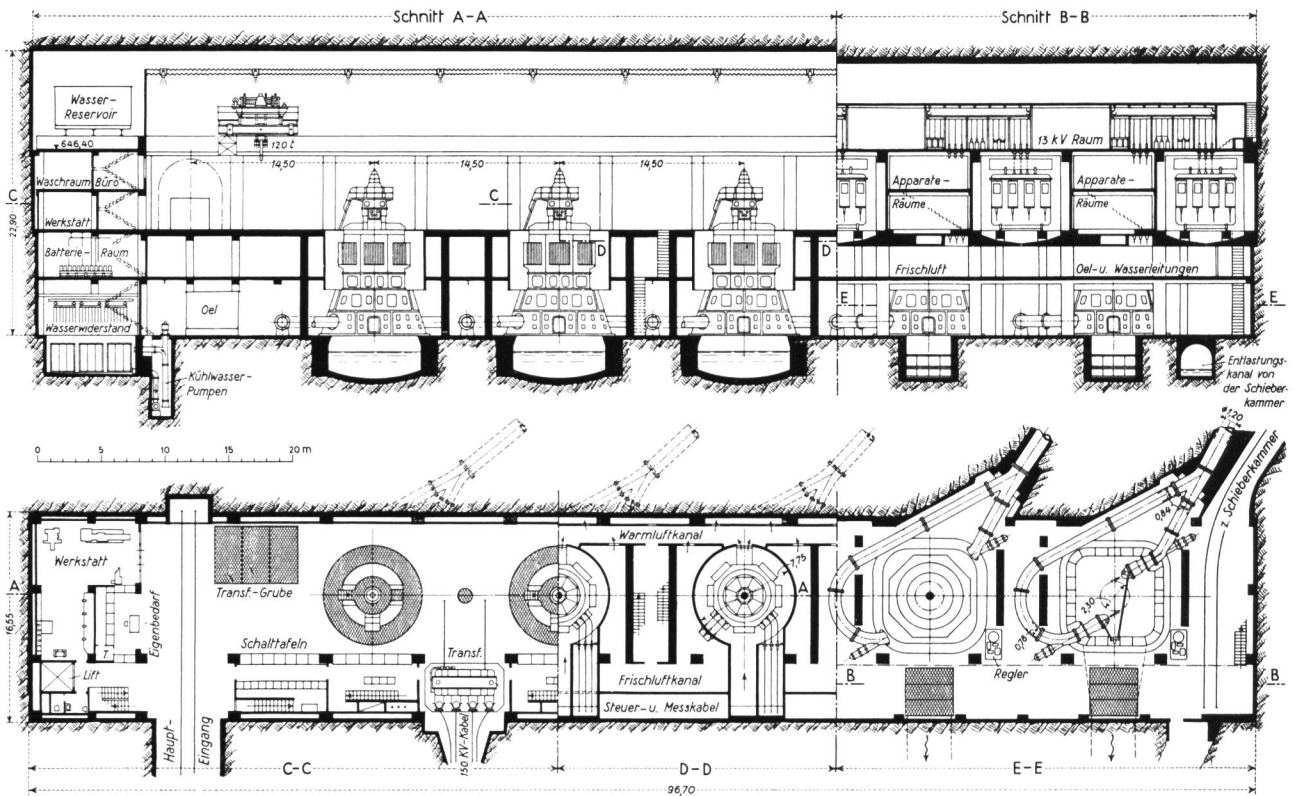 Schnitt A-A
Schnitt B-B
Wasser-
Reservoir
646,40
120 t
14,50
14,50
14,50
13 kV Raum
Waschraum
Büro
C
C
Apparate-
Räume
Apparate-
Räume
Werkstatt
22,90
Batterie-
Raum
D
D
Frischluft
Oel- u. Wasserleitungen
Oel
E
E
Wasserwiderstand
Kühlwasser-
Pumpen
Entlastungs-
kanal von
der Schieber-
kammer
0 5 10 15 20 m
ø1,20
z. Schieberkammer
Warmluftkanal
0,84
Werkstatt
A
7,75
A
Transf.-Grube
16,55
Eigenbedarf
2,30
T
Schalttafeln
0,78
Lift
Transf.
Frischluftkanal
Regler
B
B
Steuer- u. Messkabel
Haupt-
Eingang
150 KV-Kabel
C-C
D-D
E-E
96,70